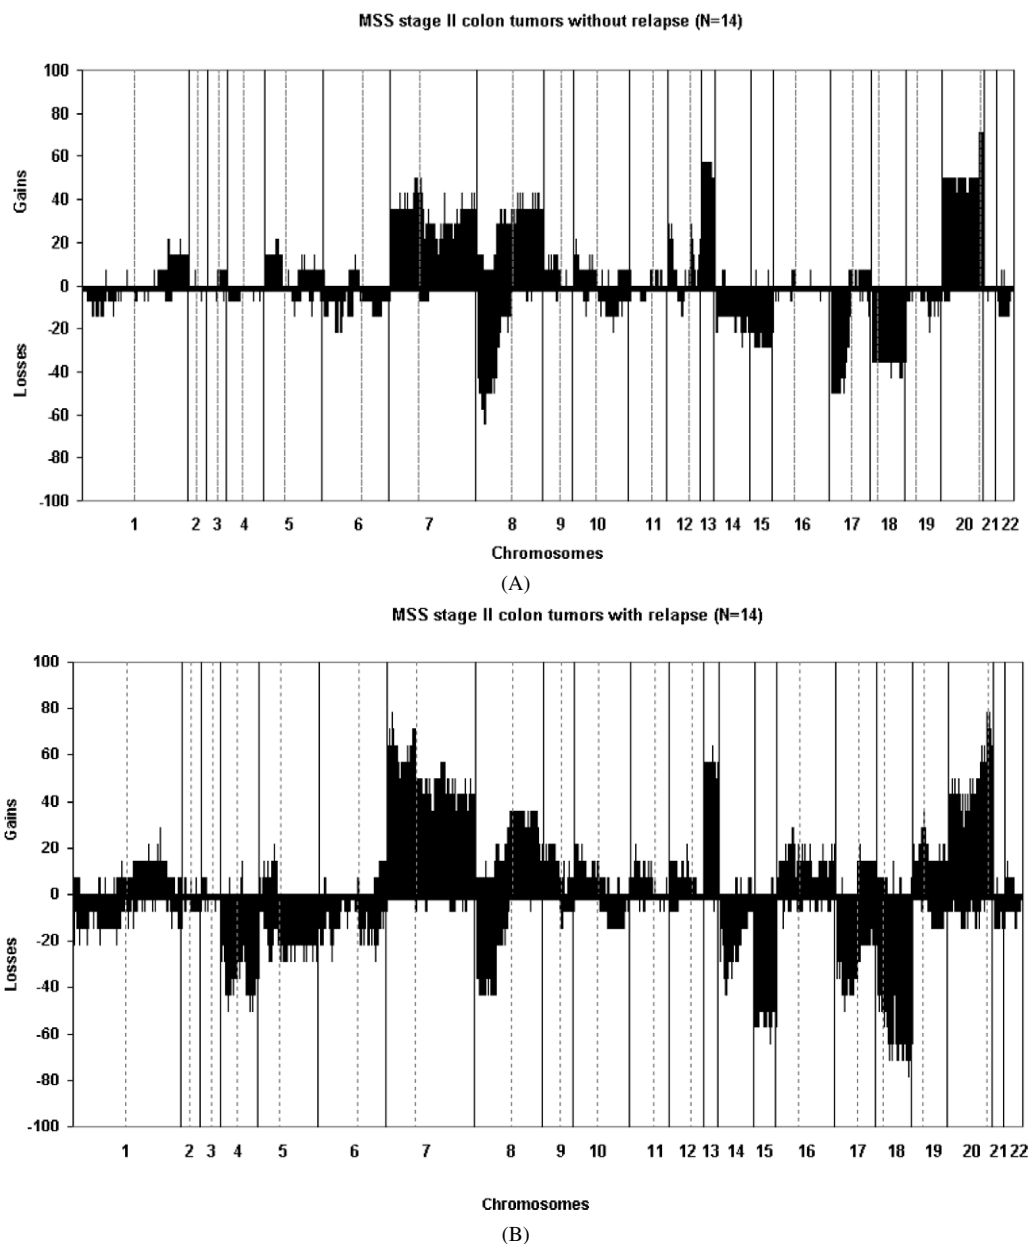 MSS stage II colon tumors without relapse (N=14)
100
80
60
40
20
0
-20
-40
-60
-80
-100
Gains
Losses
1 2 3 4 5 6 7 8 9 10 11 12 13 14 15 16 17 18 19 20 21 22
Chromosomes
(A)
MSS stage II colon tumors with relapse (N=14)
100
80
60
40
20
0
-20
-40
-60
-80
-100
Gains
Losses
1 2 3 4 5 6 7 8 9 10 11 12 13 14 15 16 17 18 19 20 21 22
Chromosomes
(B)